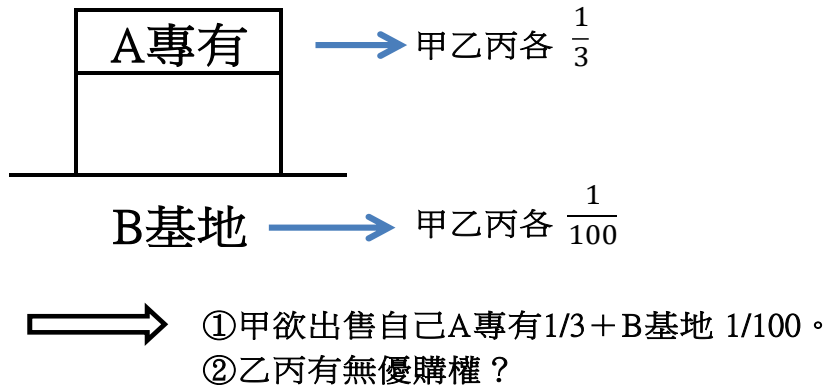 A專有
甲乙丙各 1/3
B基地
甲乙丙各 1/100
①甲欲出售自己A專有1/3＋B基地 1/100。
②乙丙有無優購權？